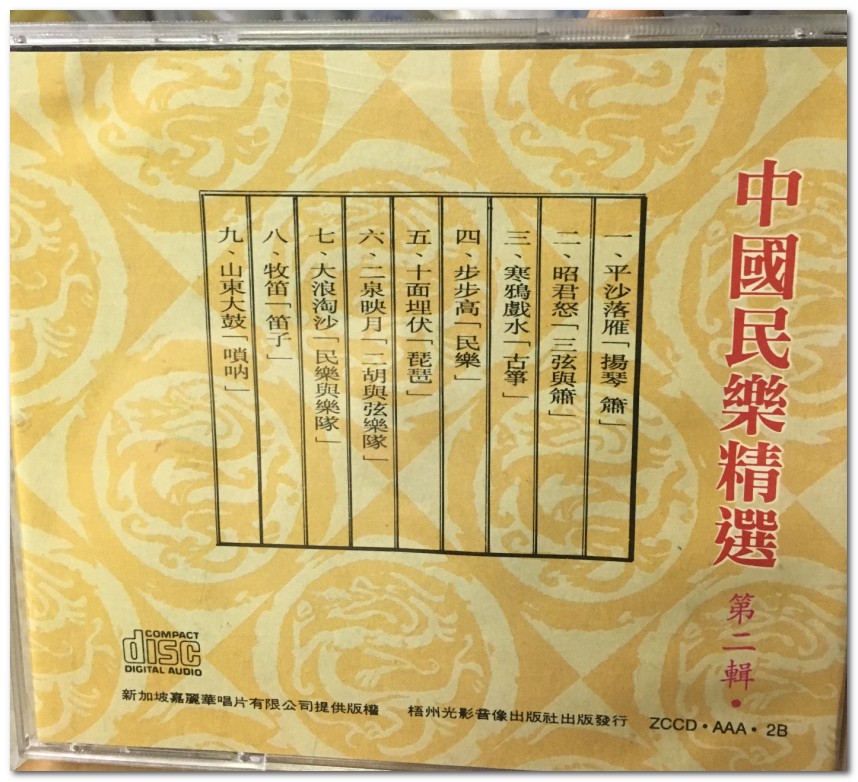 中國民樂精選
第二輯·
一、平沙落雁「揚琴 簫」
二、昭君怒「三弦與簫」
三、寒鴉戲水「古箏」
四、步步高「民樂」
五、十面埋伏「琵琶」
六、二泉映月「二胡與弦樂隊」
七、大浪淘沙「民樂與樂隊」
八、牧笛「笛子」
九、山東大鼓「嗩吶」
COMPACT
disc
DIGITAL AUDIO
新加坡嘉麗華唱片有限公司提供版權
梧州光影音像出版社出版發行
ZCCD·AAA·2B